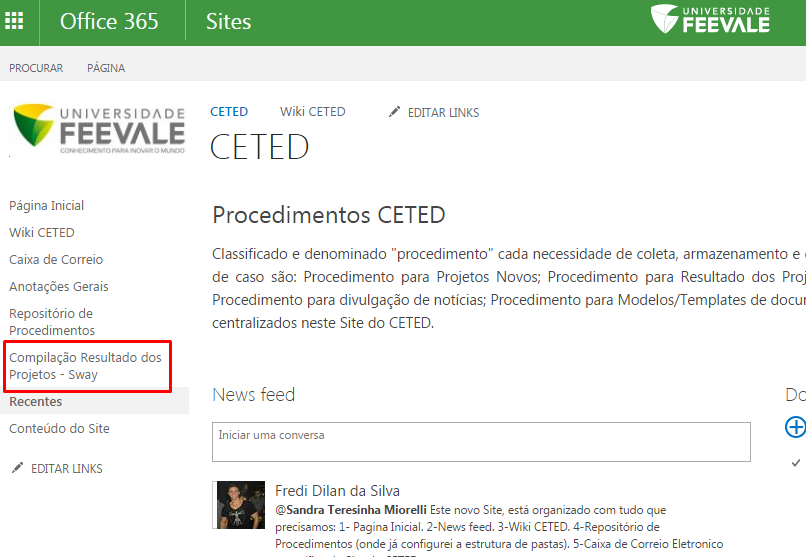 Office 365
Sites
UNIVERSIDADE
FEEVALE
PROCURAR
PÁGINA
UNIVERSIDADE
FEEVALE
CONHECIMENTO PARA INOVAR O MUNDO
CETED
Wiki CETED
EDITAR LINKS
CETED
Página Inicial
Wiki CETED
Caixa de Correio
Anotações Gerais
Repositório de
Procedimentos
Compilação Resultado dos
Projetos - Sway
Recentes
Conteúdo do Site
EDITAR LINKS
Procedimentos CETED
Classificado e denominado "procedimento" cada necessidade de coleta, armazenamento e
de caso são: Procedimento para Projetos Novos; Procedimento para Resultado dos Proj
Procedimento para divulgação de notícias; Procedimento para Modelos/Templates de docu
centralizados neste Site do CETED.
News feed
Do
Iniciar uma conversa
Fredi Dilan da Silva
@Sandra Teresinha Miorelli Este novo Site, está organizado com tudo que
precisamos: 1- Pagina Inicial. 2-News feed. 3-Wiki CETED. 4-Repositório de
Procedimentos (onde já configurei a estrutura de pastas). 5-Caixa de Correio Eletronico